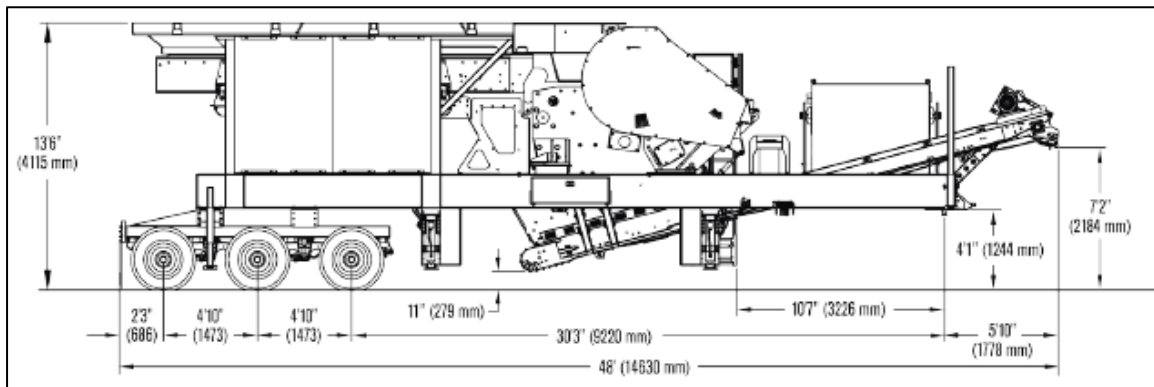 13'6"
(4115 mm)
7'2"
(2184 mm)
4'1" (1244 mm)
11" (279 mm)
10'7" (3226 mm)
2'3"
(686)
4'10"
(1473)
4'10"
(1473)
30'3" (9220 mm)
5'10"
(1778 mm)
48' (14630 mm)